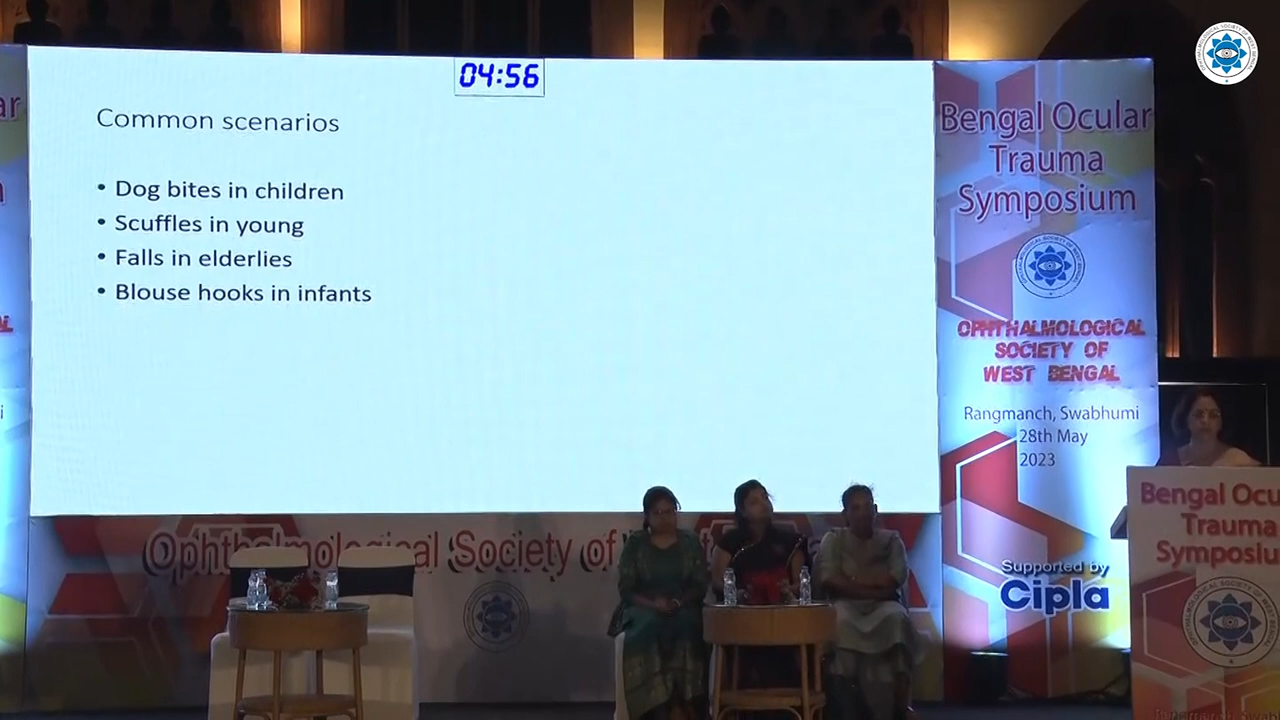 04:56
Common scenarios
• Dog bites in children
• Scuffles in young
• Falls in elderlies
• Blouse hooks in infants
Bengal Ocular
Trauma
Symposium
OPHTHALMOLOGICAL
SOCIETY OF
WEST BENGAL
Rangmanch, Swabhumi
28th May
2023
Supported by
Cipla
Ophthalmological Society of
Bengal Ocu
Trauma
Symposiu